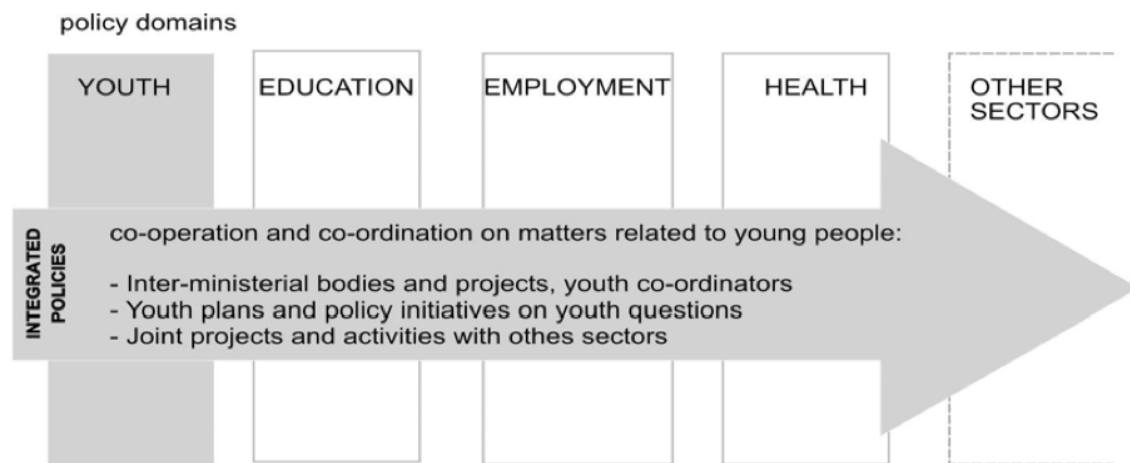 policy domains
YOUTH
EDUCATION
EMPLOYMENT
HEALTH
OTHER
SECTORS
INTEGRATED
POLICIES
co-operation and co-ordination on matters related to young people:
- Inter-ministerial bodies and projects, youth co-ordinators
- Youth plans and policy initiatives on youth questions
- Joint projects and activities with othes sectors